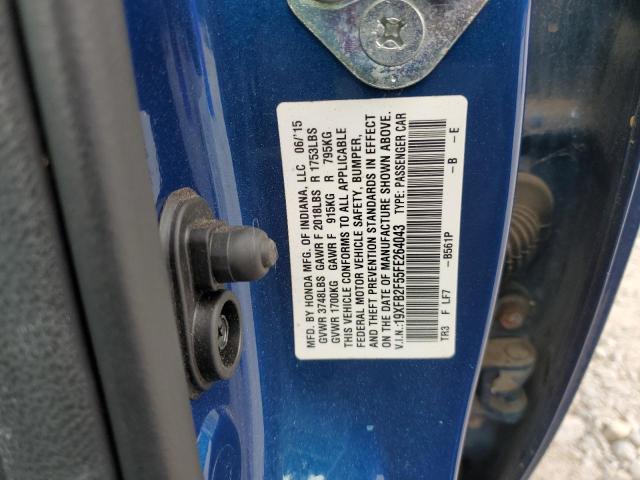 MFD. BY HONDA MFG. OF INDIANA, LLC 06/'15
GVWR 3748LBS GAWR F 2018LBS R 1753LBS
GVWR 1700KG GAWR F 915KG R 795KG
THIS VEHICLE CONFORMS TO ALL APPLICABLE
FEDERAL MOTOR VEHICLE SAFETY, BUMPER,
AND THEFT PREVENTION STANDARDS IN EFFECT
ON THE DATE OF MANUFACTURE SHOWN ABOVE.
V.I.N.:19XFB2F55FE264043 TYPE: PASSENGER CAR
TR3 F LF7 -B561P -B -E